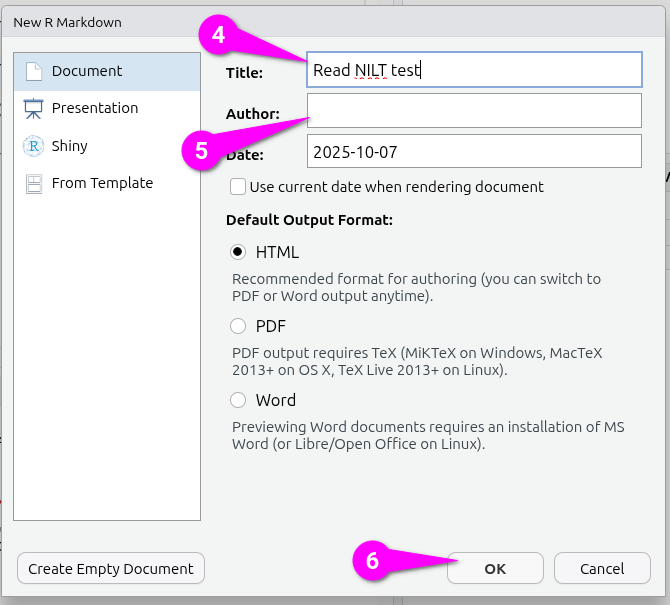 New R Markdown
Document
Presentation
Shiny
From Template
4
Title:
Read NILT test
Author:
5
Date:
2025-10-07
Use current date when rendering document
Default Output Format:
HTML
Recommended format for authoring (you can switch to
PDF or Word output anytime).
PDF
PDF output requires TeX (MiKTeX on Windows, MacTeX
2013+ on OS X, TeX Live 2013+ on Linux).
Word
Previewing Word documents requires an installation of MS
Word (or Libre/Open Office on Linux).
Create Empty Document
6
OK
Cancel